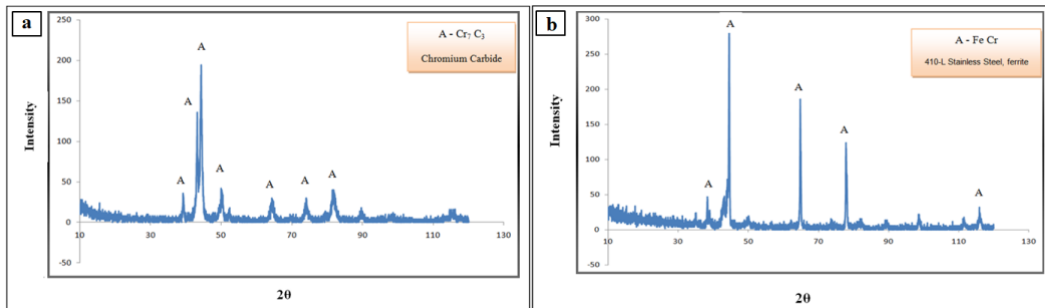 a
A - Cr₇ C₃
Chromium Carbide
Intensity
250
200
150
100
50
0
-50
10
30
50
70
90
110
130
A
A
A
A
A
A
A
2θ
b
A - Fe Cr
410-L Stainless Steel, ferrite
Intensity
300
250
200
150
100
50
0
-50
10
30
50
70
90
110
130
A
A
A
A
A
2θ